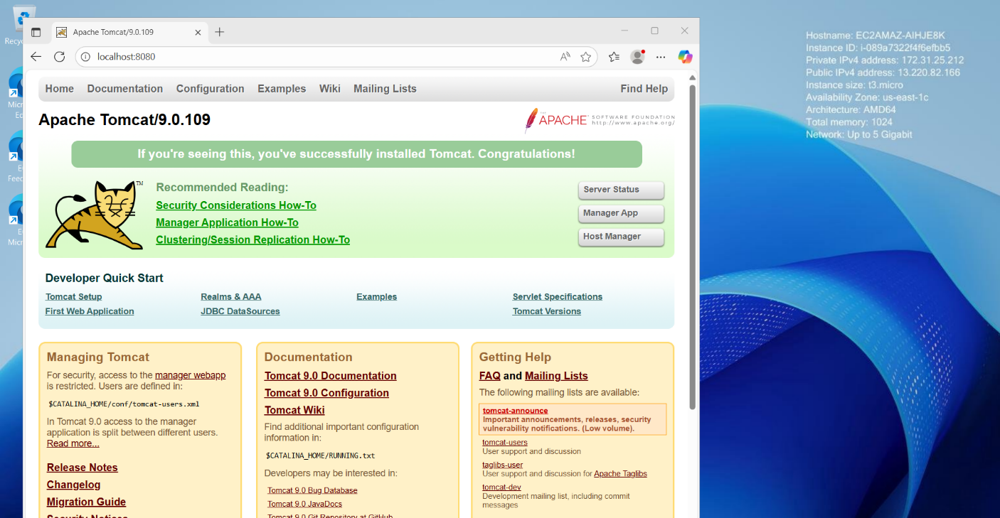 Recyc
Micr
Ed
E
Feed
E
Micr
Apache Tomcat/9.0.109
localhost:8080
Home Documentation Configuration Examples Wiki Mailing Lists Find Help
Apache Tomcat/9.0.109
THE APACHE SOFTWARE FOUNDATION
http://www.apache.org/
If you're seeing this, you've successfully installed Tomcat. Congratulations!
TM
Recommended Reading:
Security Considerations How-To
Manager Application How-To
Clustering/Session Replication How-To
Server Status
Manager App
Host Manager
Developer Quick Start
Tomcat Setup
First Web Application
Realms & AAA
JDBC DataSources
Examples
Servlet Specifications
Tomcat Versions
Managing Tomcat
For security, access to the manager webapp
is restricted. Users are defined in:
$CATALINA_HOME/conf/tomcat-users.xml
In Tomcat 9.0 access to the manager
application is split between different users.
Read more...
Release Notes
Changelog
Migration Guide
Security Notices
Documentation
Tomcat 9.0 Documentation
Tomcat 9.0 Configuration
Tomcat Wiki
Find additional important configuration
information in:
$CATALINA_HOME/RUNNING.txt
Developers may be interested in:
Tomcat 9.0 Bug Database
Tomcat 9.0 JavaDocs
Tomcat 9.0 Git Repository at GitHub
Getting Help
FAQ and Mailing Lists
The following mailing lists are available:
tomcat-announce
Important announcements, releases, security
vulnerability notifications. (Low volume).
tomcat-users
User support and discussion
taglibs-user
User support and discussion for Apache Taglibs
tomcat-dev
Development mailing list, including commit
messages
Hostname: EC2AMAZ-AIHJE8K
Instance ID: i-089a7322f4f6efbb5
Private IPv4 address: 172.31.25.212
Public IPv4 address: 13.220.82.166
Instance size: t3.micro
Availability Zone: us-east-1c
Architecture: AMD64
Total memory: 1024
Network: Up to 5 Gigabit